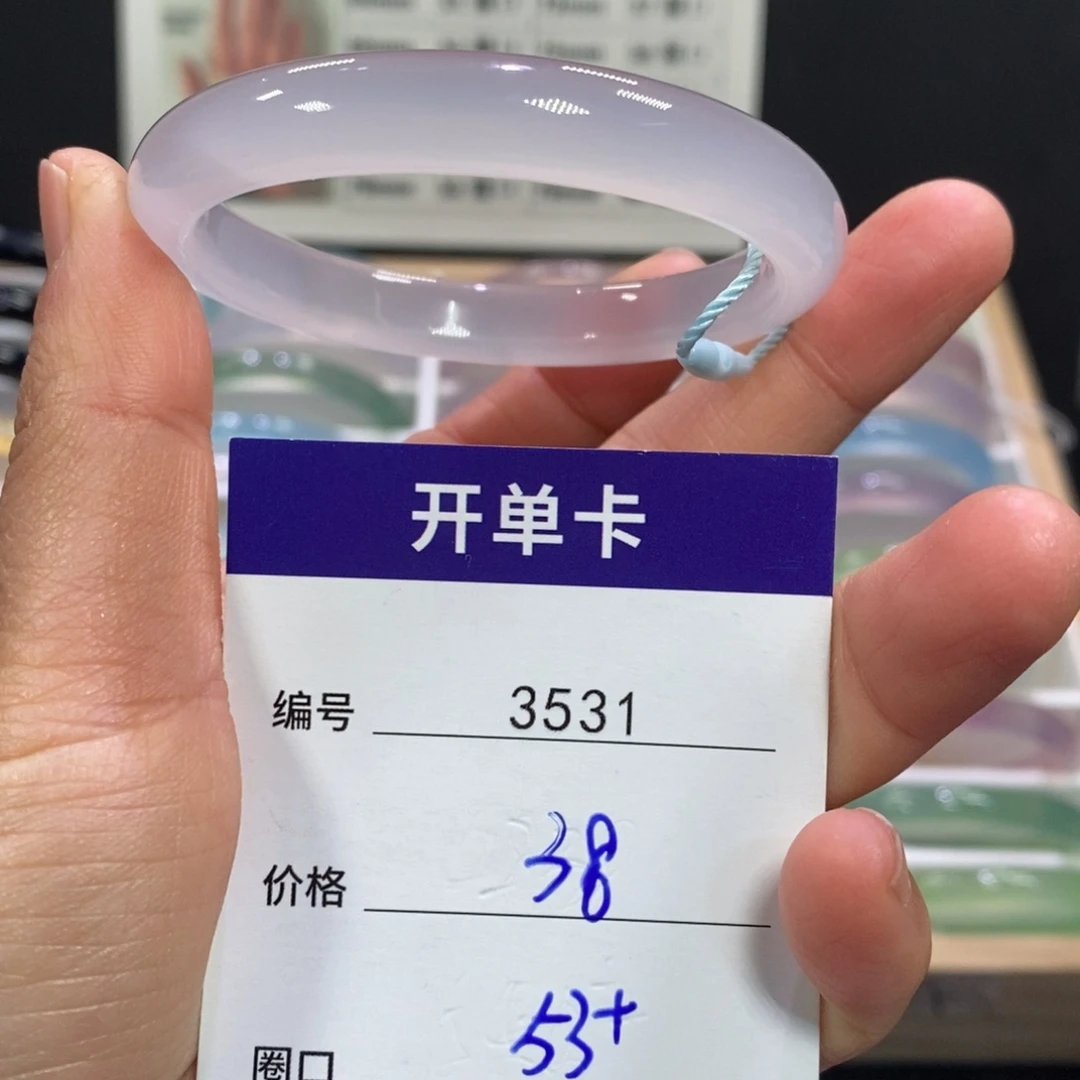 开单卡
编号 3531
价格 38
圈口 53+